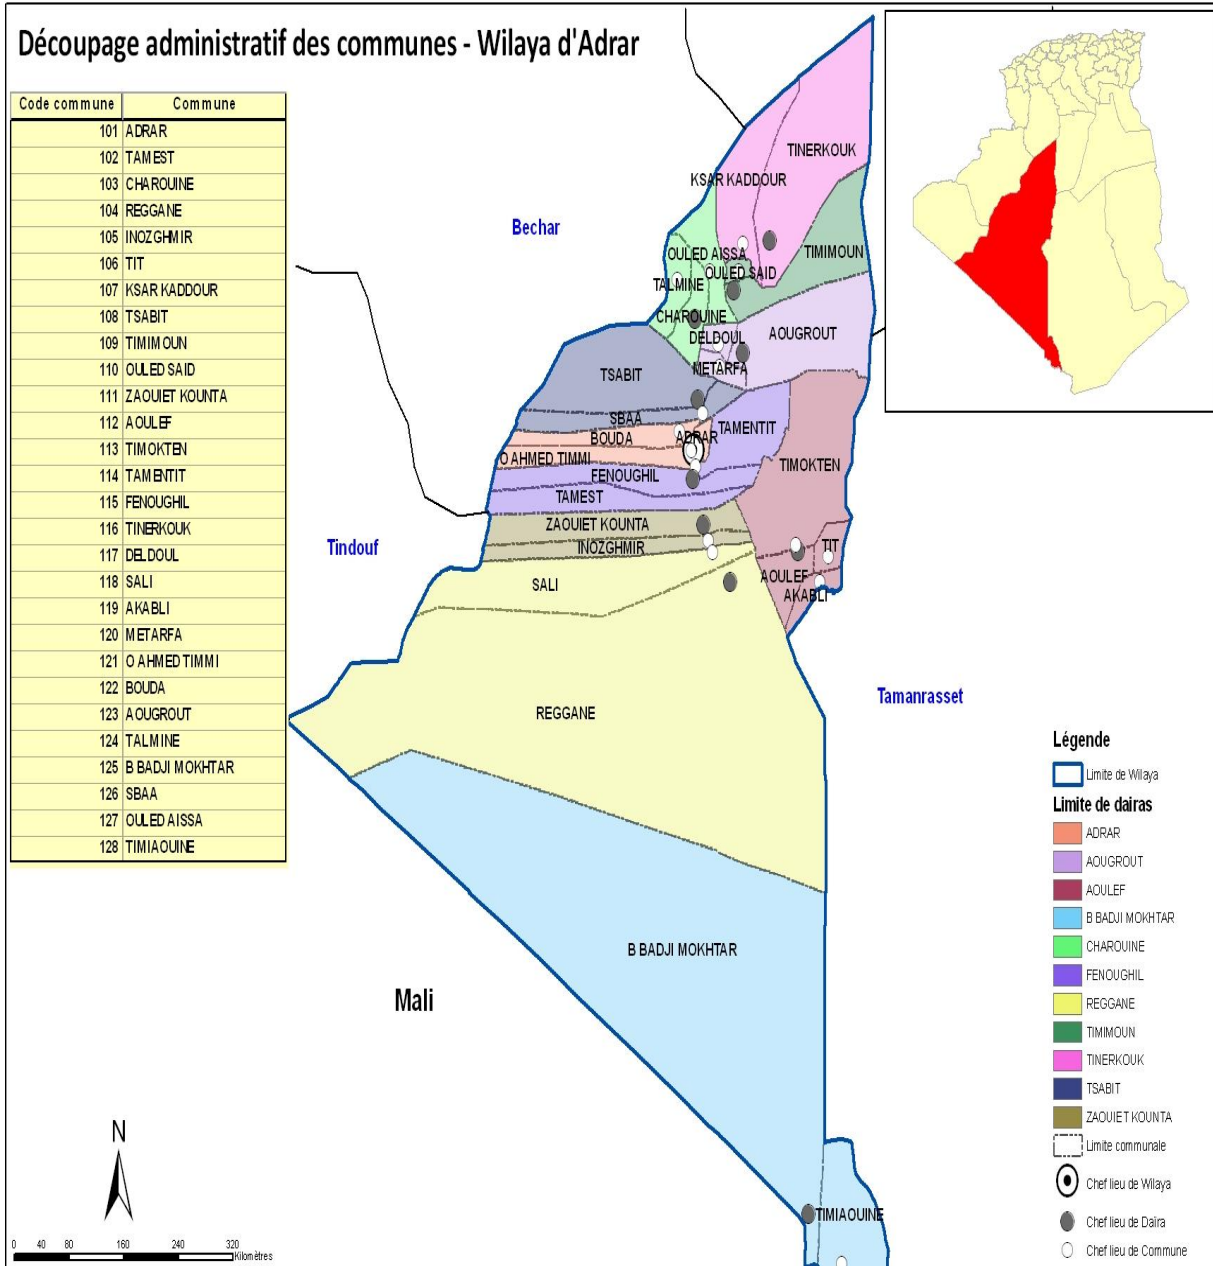 Découpage administratif des communes - Wilaya d'Adrar
Code commune Commune
101 ADRAR
102 TAMEST
103 CHAROUINE
104 REGGANE
105 INOZGHMIR
106 TIT
107 KSAR KADDOUR
108 TSABIT
109 TIMIMOUN
110 OULED SAID
111 ZAOUIET KOUNTA
112 AOULEF
113 TIMOKTEN
114 TAMENTIT
115 FENOUGHIL
116 TINERKOUK
117 DELDOUL
118 SALI
119 AKABLI
120 METARFA
121 O AHMED TIMMI
122 BOUDA
123 AOUGROUT
124 TALMINE
125 B BADJI MOKHTAR
126 SBAA
127 OULED AISSA
128 TIMIAOUINE
TINERKOUK
KSAR KADDOUR
Bechar
OULED AISSA
TIMIMOUN
OULED SAID
TALMINE
CHAROUINE
DELDOUL
AOUGROUT
METARFA
TSABIT
SBAA
TAMENTIT
BOUDA
ADRAR
O AHMED TIMMI
TIMOKTEN
FENOUGHIL
TAMEST
ZAOUIET KOUNTA
Tindouf
INOZGHMIR
TIT
SALI
AOULEF
AKABLI
REGGANE
Tamanrasset
B BADJI MOKHTAR
Mali
TIMIAOUINE
Légende
Limite de Wilaya
Limite de dairas
ADRAR
AOUGROUT
AOULEF
B BADJI MOKHTAR
CHAROUINE
FENOUGHIL
REGGANE
TIMIMOUN
TINERKOUK
TSABIT
ZAOUIET KOUNTA
Limite communale
Chef lieu de Wilaya
Chef lieu de Daïra
Chef lieu de Commune
N
0 40 80 160 240 320
Kilomètres